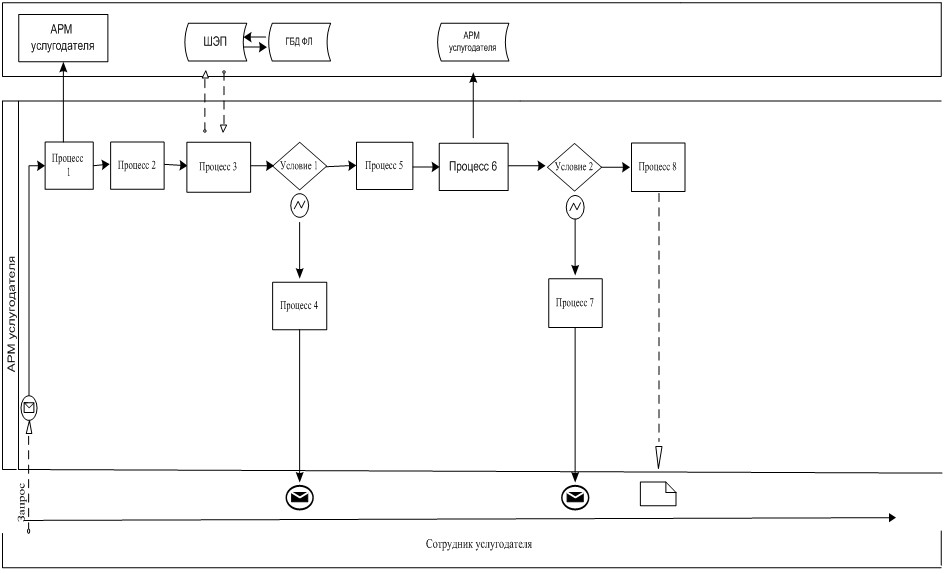 АРМ
услугодателя
ШЭП
ГБД ФЛ
АРМ
услугодателя
Процесс
1
Процесс 2
Процесс 3
Условие 1
Процесс 5
Процесс 6
Условие 2
Процесс 8
Процесс 4
Процесс 7
АРМ услугодателя
Запрос
Сотрудник услугодателя